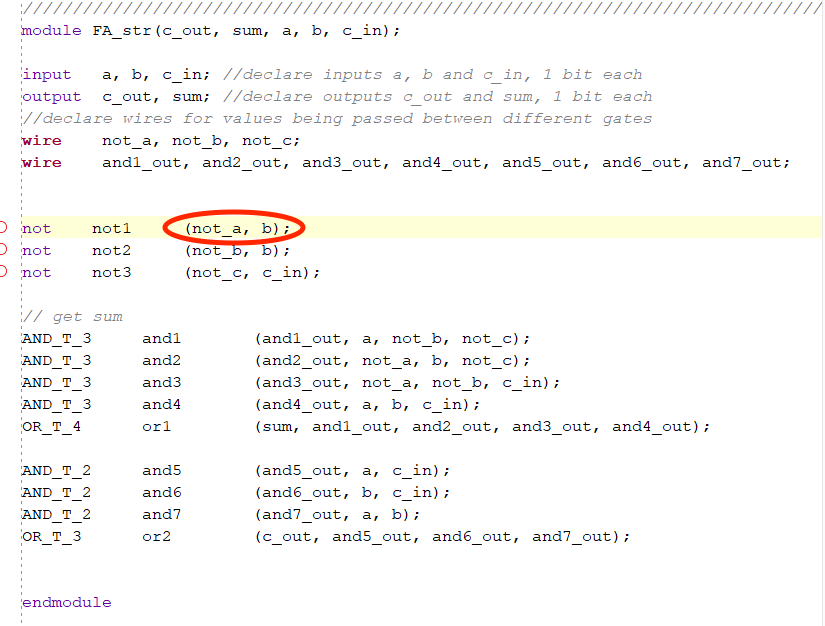 ////////////////////////////////////////////////////////////////////////////////
module FA_str(c_out, sum, a, b, c_in);
input a, b, c_in; //declare inputs a, b and c_in, 1 bit each
output c_out, sum; //declare outputs c_out and sum, 1 bit each
//declare wires for values being passed between different gates
wire not_a, not_b, not_c;
wire and1_out, and2_out, and3_out, and4_out, and5_out, and6_out, and7_out;
not not1 (not_a, b);
not not2 (not_b, b);
not not3 (not_c, c_in);
// get sum
AND_T_3 and1 (and1_out, a, not_b, not_c);
AND_T_3 and2 (and2_out, not_a, b, not_c);
AND_T_3 and3 (and3_out, not_a, not_b, c_in);
AND_T_3 and4 (and4_out, a, b, c_in);
OR_T_4 or1 (sum, and1_out, and2_out, and3_out, and4_out);
AND_T_2 and5 (and5_out, a, c_in);
AND_T_2 and6 (and6_out, b, c_in);
AND_T_2 and7 (and7_out, a, b);
OR_T_3 or2 (c_out, and5_out, and6_out, and7_out);
endmodule